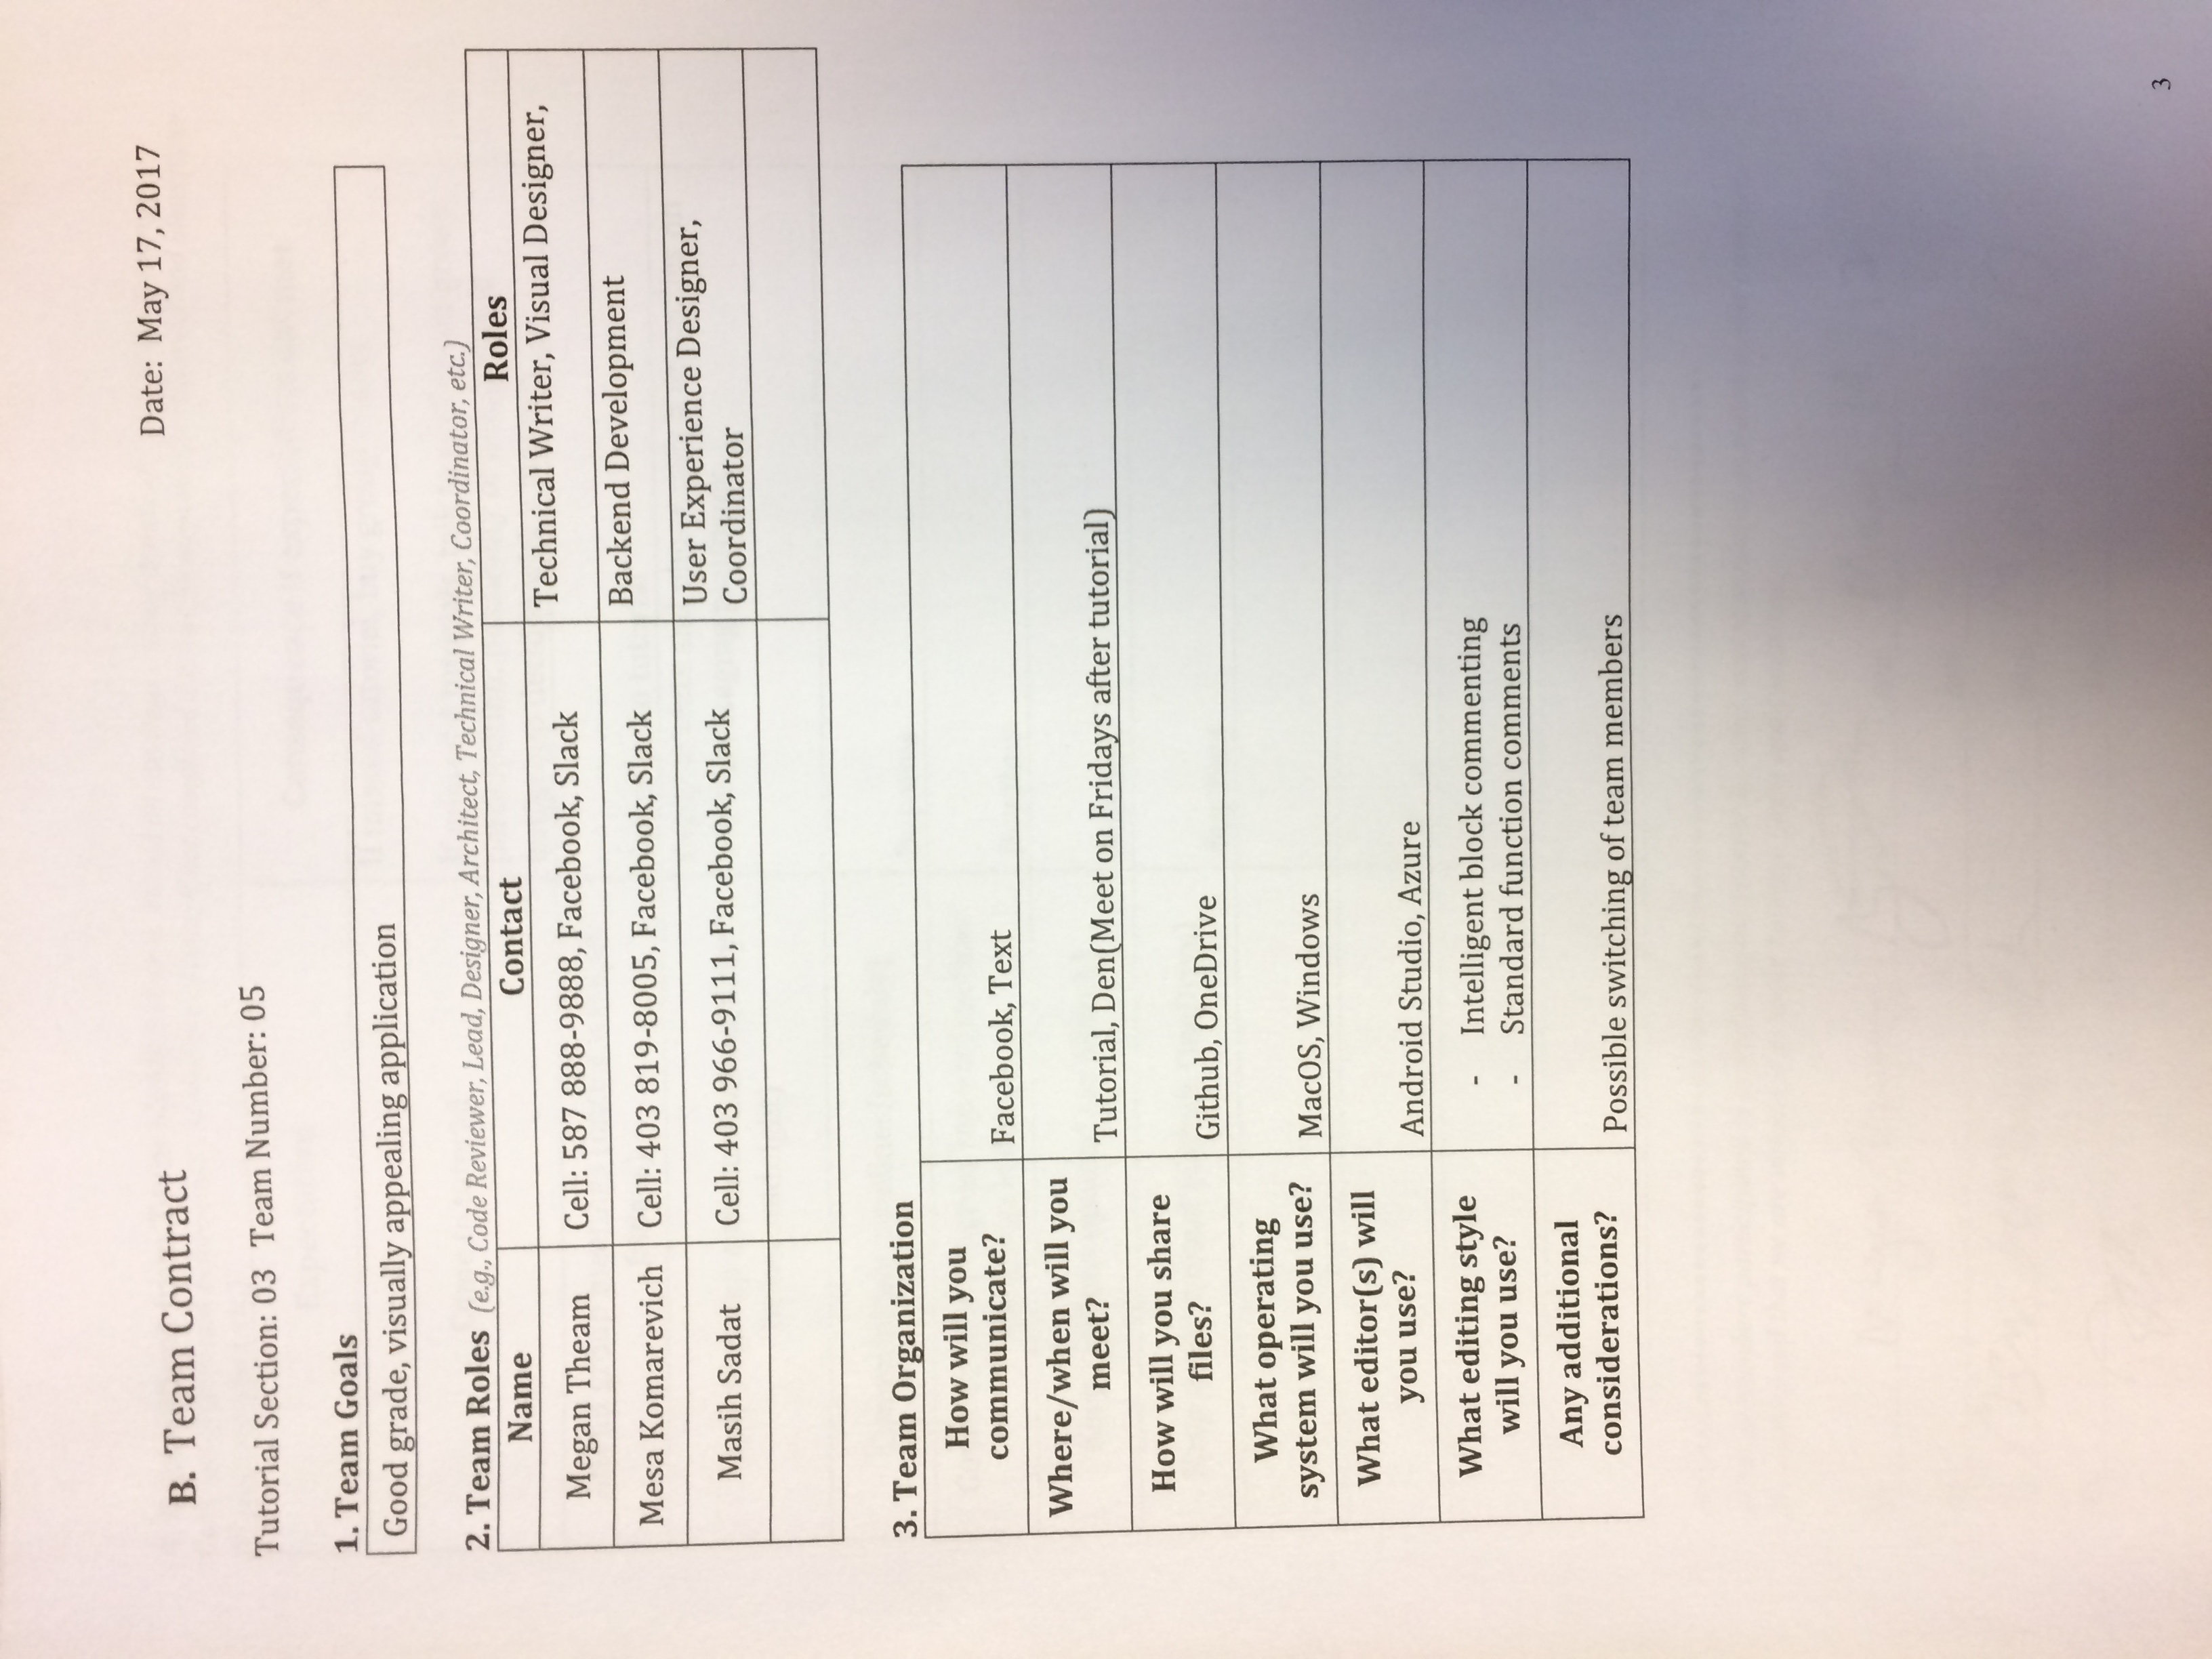 Date: May 17, 2017
B. Team Contract
Tutorial Section: 03 Team Number: 05
1. Team Goals
Good grade, visually appealing application
2. Team Roles (e.g., Code Reviewer, Lead, Designer, Architect, Technical Writer, Coordinator, etc.)
Name Contact Roles
Megan Theam Cell: 587 888-9888, Facebook, Slack Technical Writer, Visual Designer,
Mesa Komarevich Cell: 403 819-8005, Facebook, Slack Backend Development
Masih Sadat Cell: 403 966-9111, Facebook, Slack User Experience Designer,
Coordinator
3. Team Organization
How will you
communicate? Facebook, Text
Where/when will you
meet? Tutorial, Den(Meet on Fridays after tutorial)
How will you share
files? Github, OneDrive
What operating
system will you use? MacOS, Windows
What editor(s) will
you use? Android Studio, Azure
What editing style - Intelligent block commenting
will you use? - Standard function comments
Any additional
considerations? Possible switching of team members
3